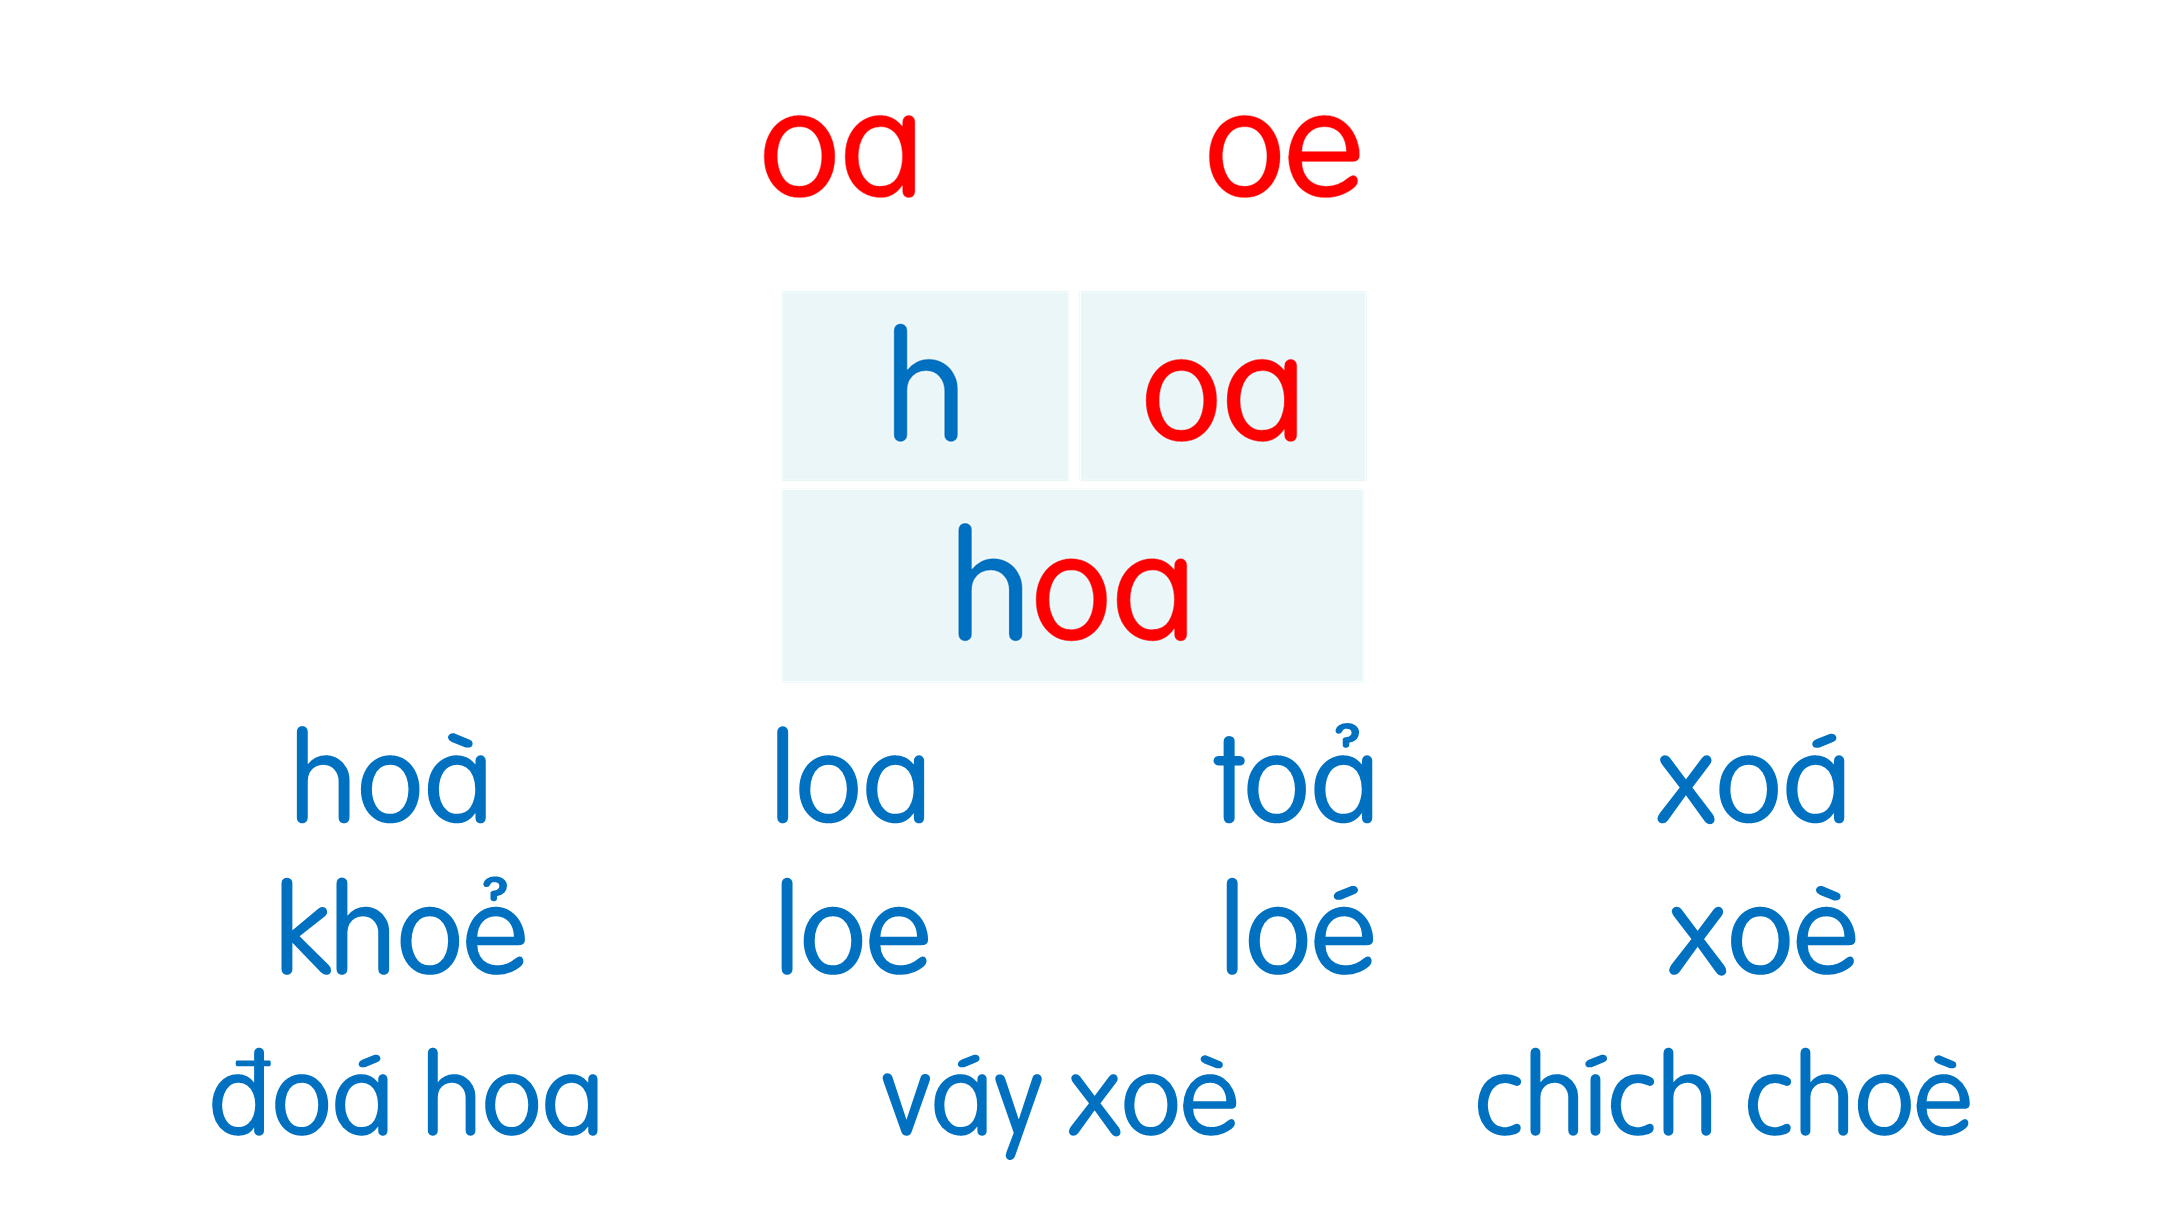 oa oe
h oa
hoa
hoà loa toả xoá
khoẻ loe loé xoè
đoá hoa váy xoè chích choè